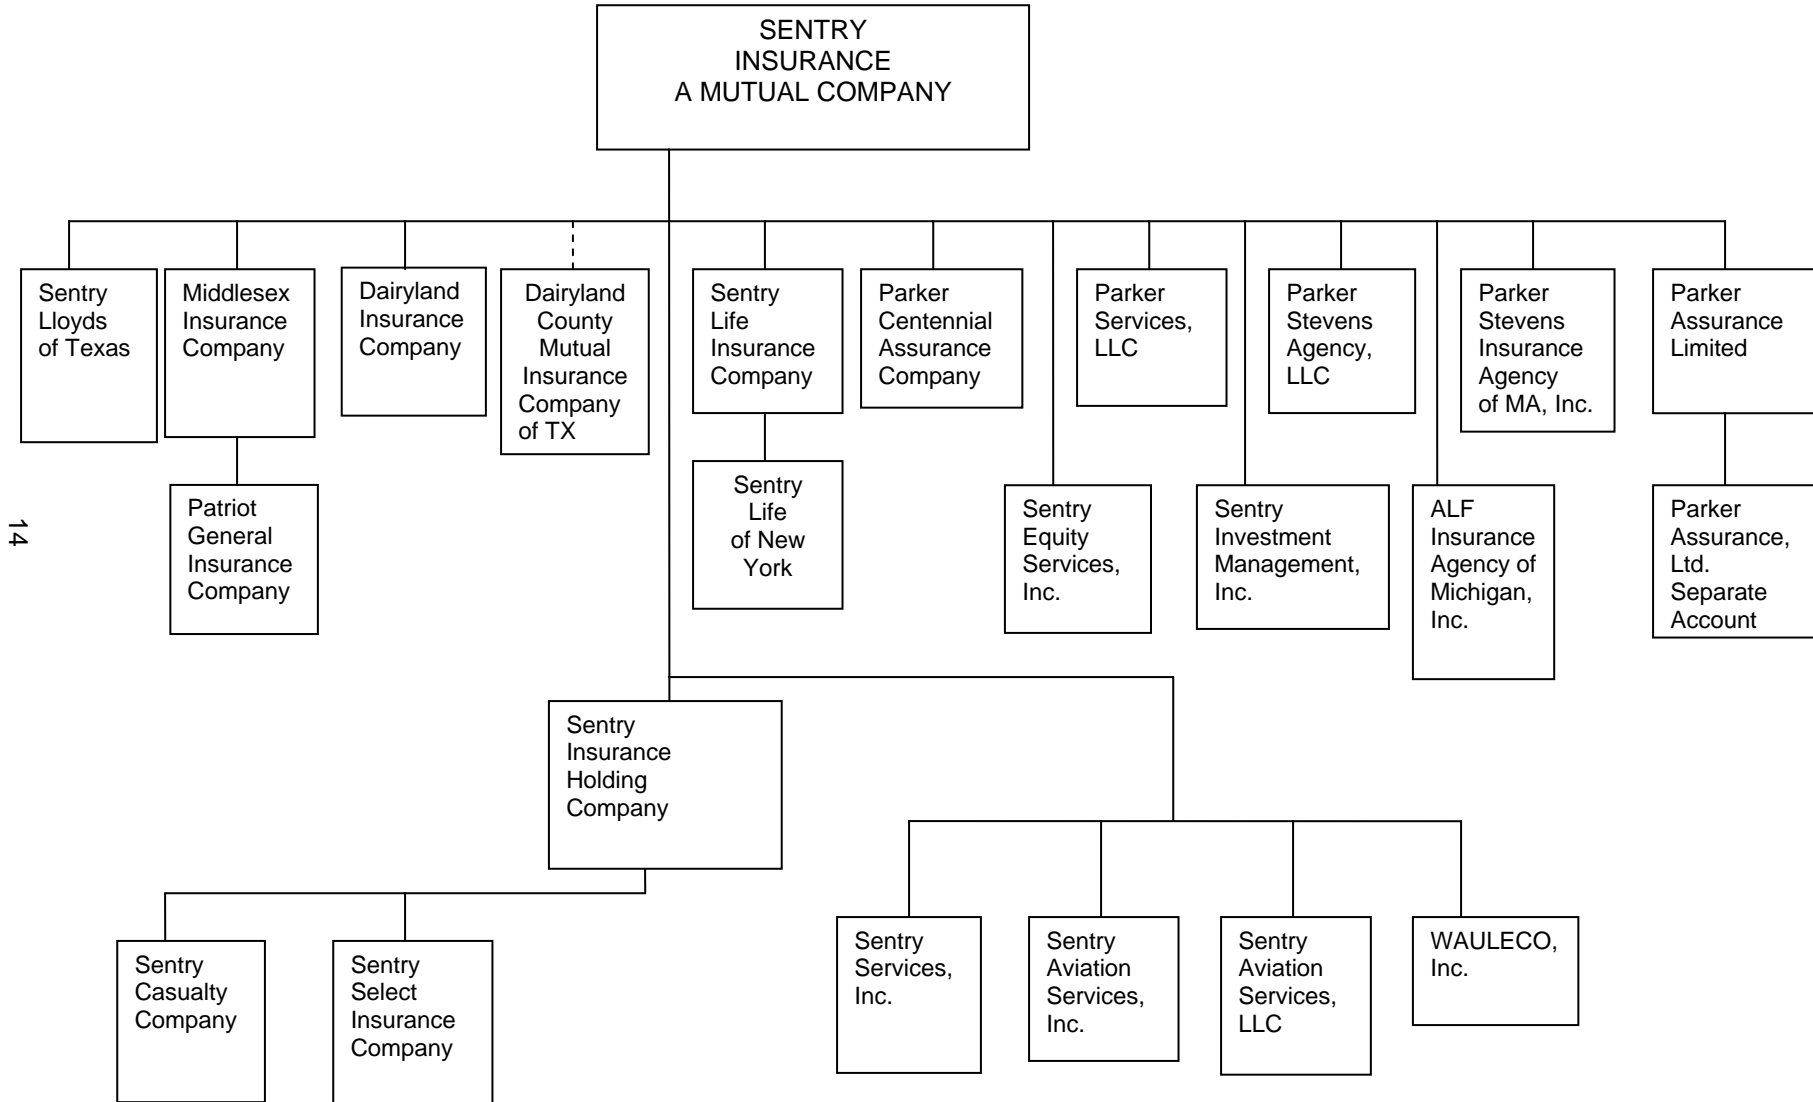 SENTRY
INSURANCE
A MUTUAL COMPANY
Sentry
Lloyds
of Texas
Middlesex
Insurance
Company
Dairyland
Insurance
Company
Dairyland
County
Mutual
Insurance
Company
of TX
Sentry
Life
Insurance
Company
Parker
Centennial
Assurance
Company
Parker
Services,
LLC
Parker
Stevens
Agency,
LLC
Parker
Stevens
Insurance
Agency
of MA, Inc.
Parker
Assurance
Limited
Patriot
General
Insurance
Company
Sentry
Life
of New
York
Sentry
Equity
Services,
Inc.
Sentry
Investment
Management,
Inc.
ALF
Insurance
Agency of
Michigan,
Inc.
Parker
Assurance,
Ltd.
Separate
Account
14
Sentry
Insurance
Holding
Company
Sentry
Casualty
Company
Sentry
Select
Insurance
Company
Sentry
Services,
Inc.
Sentry
Aviation
Services,
Inc.
Sentry
Aviation
Services,
LLC
WAULECO,
Inc.